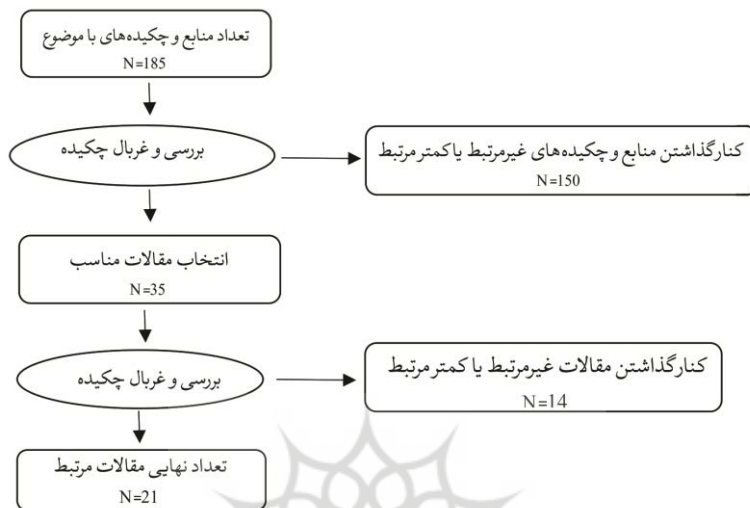 تعداد منابع و چکیده‌های با موضوع
N=185
بررسی و غربال چکیده
کنارگذاشتن منابع و چکیده‌های غیرمرتبط یا کمتر مرتبط
N=150
انتخاب مقالات مناسب
N=35
بررسی و غربال چکیده
کنارگذاشتن مقالات غیرمرتبط یا کمتر مرتبط
N=14
تعداد نهایی مقالات مرتبط
N=21